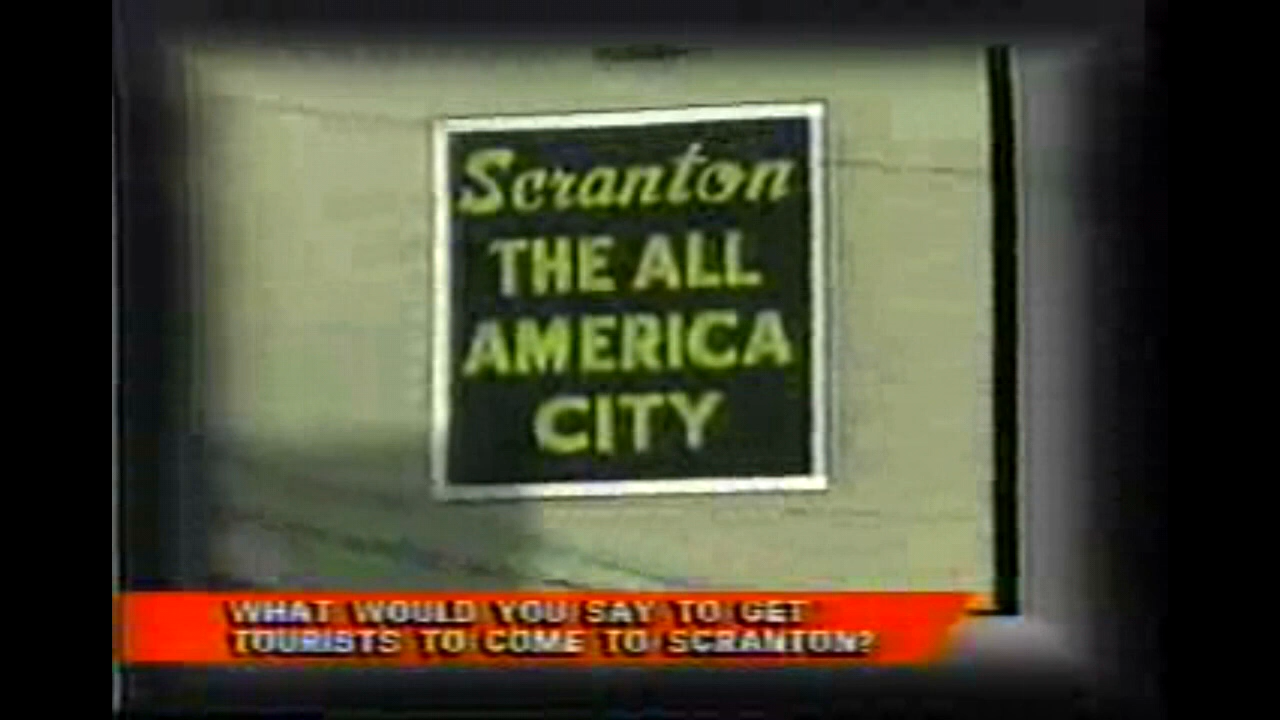 Scranton
THE ALL
AMERICA
CITY
WHAT WOULD YOU SAY TO GET
TOURISTS TO COME TO SCRANTON?